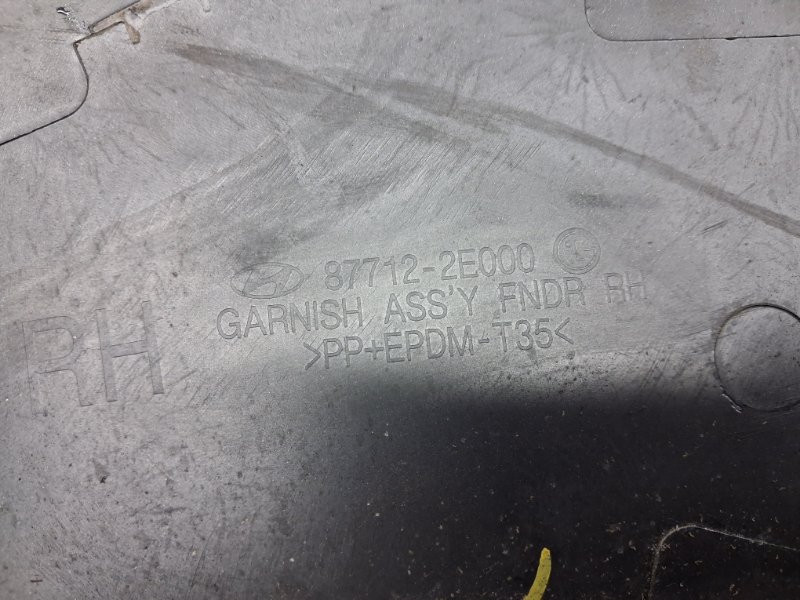 87712-2E000
GARNISH ASS'Y FNDR RH
>PP+EPDM-T35<
RH